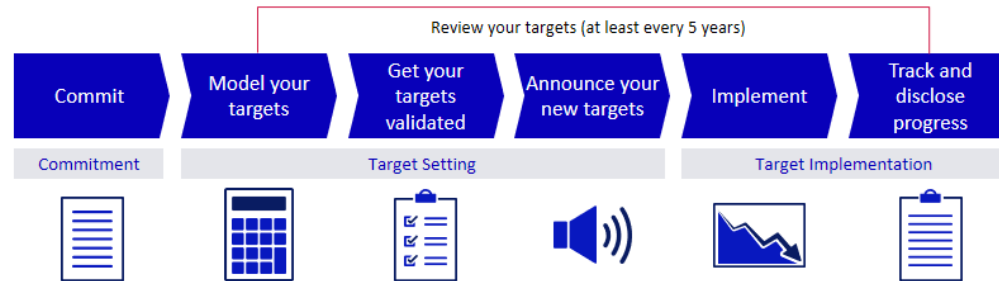 Review your targets (at least every 5 years)
Commit
Model your
targets
Get your
targets
validated
Announce your
new targets
Implement
Track and
disclose
progress
Commitment
Target Setting
Target Implementation